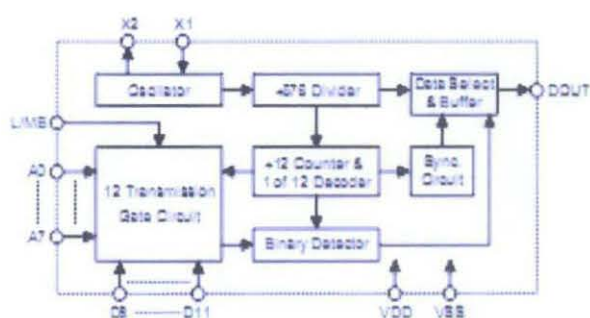 X2 X1
Oscillator
÷576 Divider
Data Select
& Buffer
DOUT
L/MB
A0
12 Transmission
Gate Circuit
÷12 Counter &
1 of 12 Decoder
Sync.
Circuit
A7
Binary Detector
D8 D11 VDD VSS